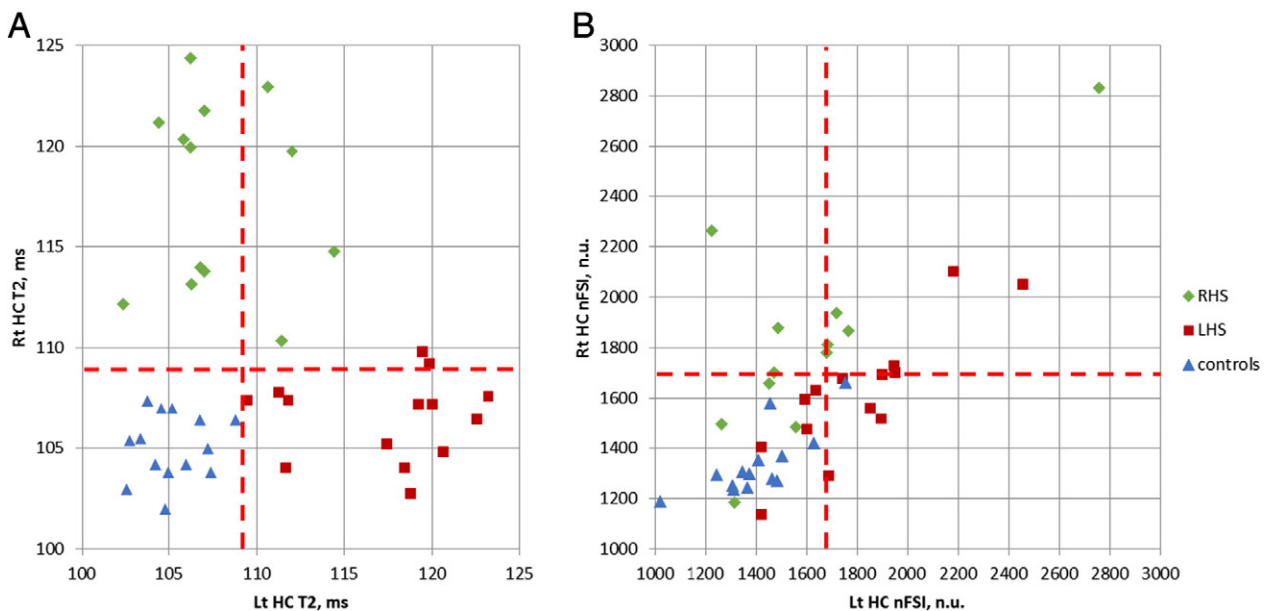 A
125
120
115
110
105
100
Rt HC T2, ms
100 105 110 115 120 125
Lt HC T2, ms
B
3000
2800
2600
2400
2200
2000
1800
1600
1400
1200
1000
Rt HC nFSI, n.u.
1000 1200 1400 1600 1800 2000 2200 2400 2600 2800 3000
Lt HC nFSI, n.u.
RHS
LHS
controls